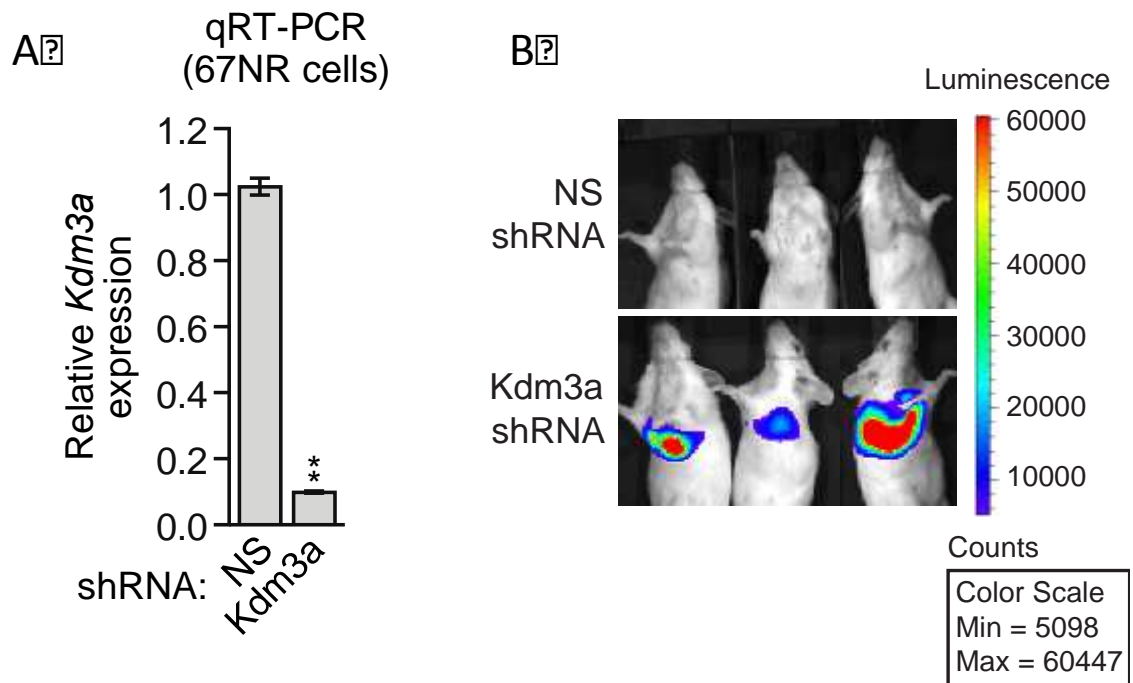 A⍰
qRT-PCR
(67NR cells)
Relative Kdm3a
expression
1.2
1.0
0.8
0.6
0.4
0.2
0.0
**
shRNA:
NS
Kdm3a
B⍰
Luminescence
NS
shRNA
Kdm3a
shRNA
60000
50000
40000
30000
20000
10000
Counts
Color Scale
Min = 5098
Max = 60447